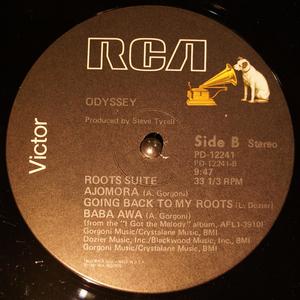 RCA
Victor
ODYSSEY
Produced by Steve Tyrell
Side B Stereo
PD-12241
PD-12241-B
9:47
33 1/3 RPM
ROOTS SUITE
AJOMORA (A. Gorgoni)
GOING BACK TO MY ROOTS (L. Dozier)
BABA AWA (A. Gorgoni)
(from the "I Got the Melody" album, AFL1-3910)
Gorgoni Music/Crystalane Music, BMI
Dozier Music, Inc./Blackwood Music, Inc., BMI
Gorgoni Music/Crystalane Music, BMI